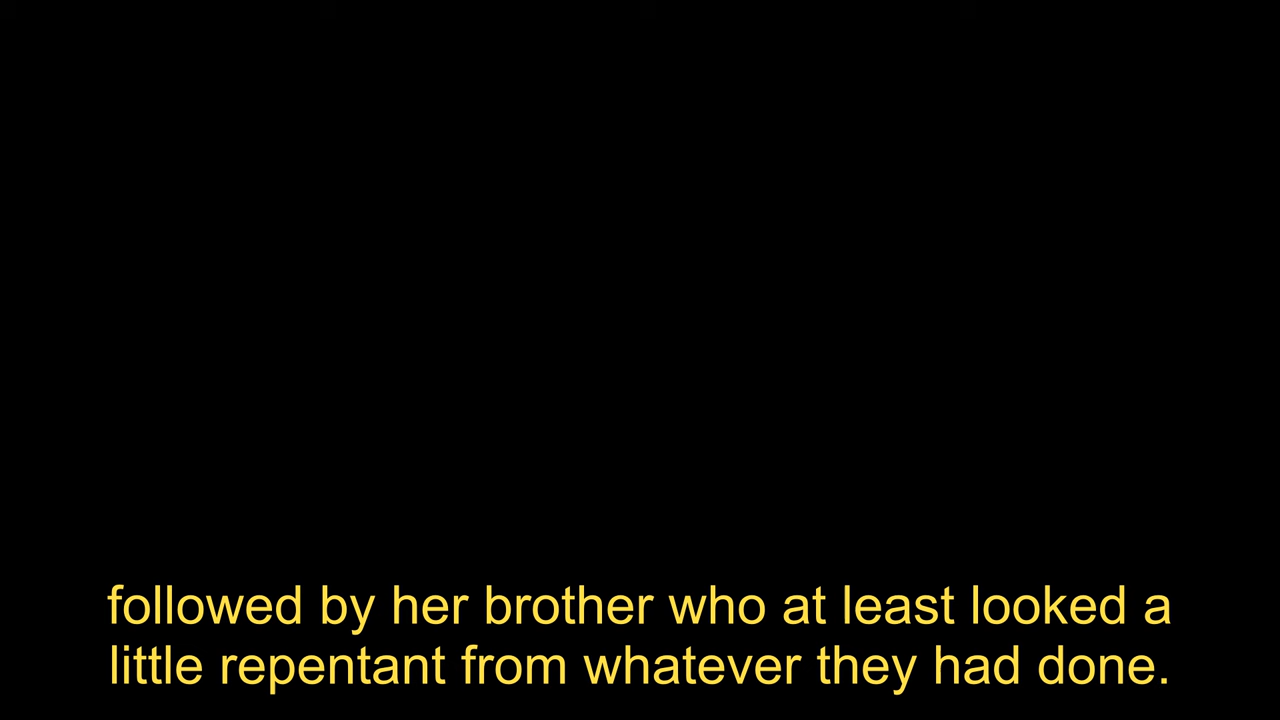 followed by her brother who at least looked a
little repentant from whatever they had done.